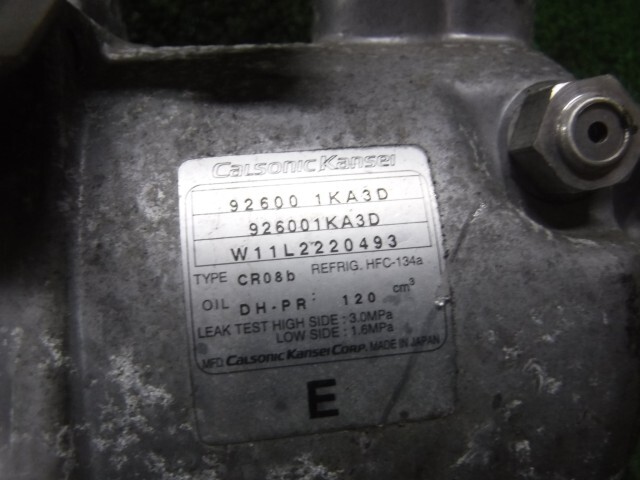 Calsonic Kansei
92600 1KA3D
926001KA3D
W11L2220493
TYPE CR08b REFRIG. HFC-134a
OIL DH-PR: 120 cm³
LEAK TEST HIGH SIDE : 3.0MPa
LOW SIDE : 1.6MPa
MFD. CALSONIC KANSEI CORP. MADE IN JAPAN
E